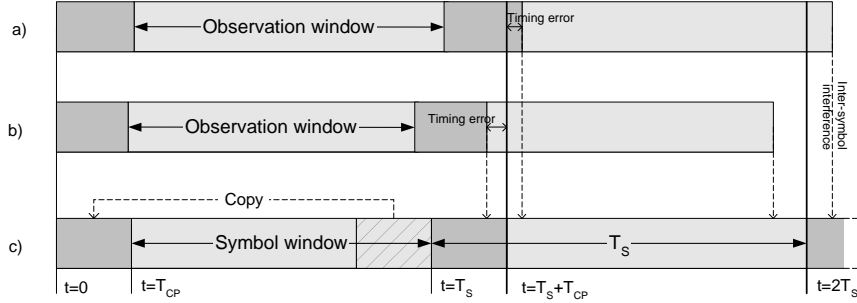 a)
Observation window
Timing error
Inter-symbol
interference
b)
Observation window
Timing error
Copy
c)
Symbol window
T_S
t=0
t=T_CP
t=T_S
t=T_S+T_CP
t=2T_S